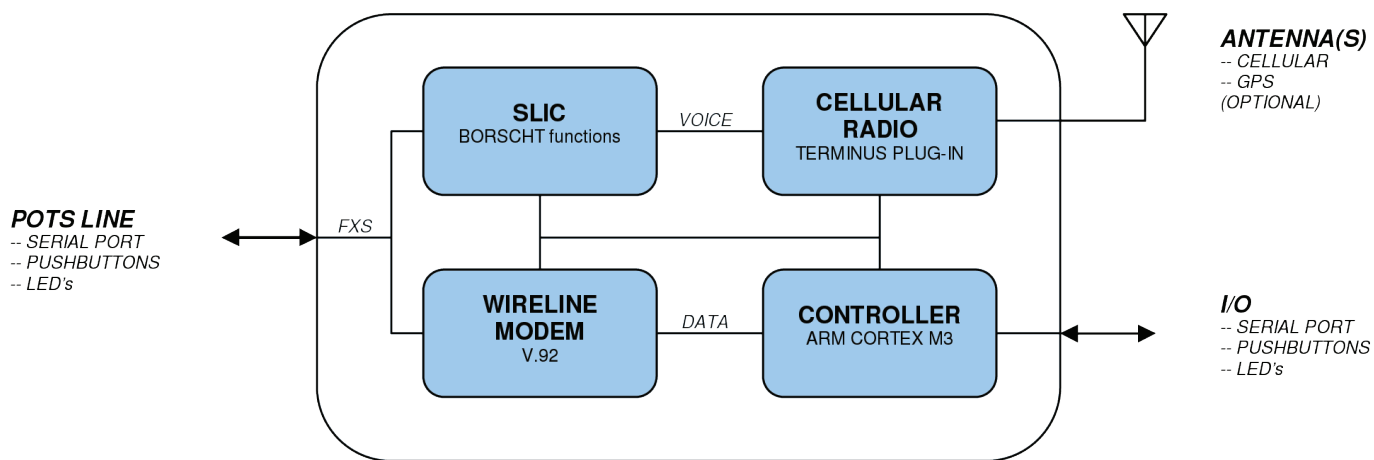 ANTENNA(S)
-- CELLULAR
-- GPS
(OPTIONAL)
SLIC
BORSCHT functions
VOICE
CELLULAR
RADIO
TERMINUS PLUG-IN
POTS LINE
-- SERIAL PORT
-- PUSHBUTTONS
-- LED's
FXS
WIRELINE
MODEM
V.92
DATA
CONTROLLER
ARM CORTEX M3
I/O
-- SERIAL PORT
-- PUSHBUTTONS
-- LED's